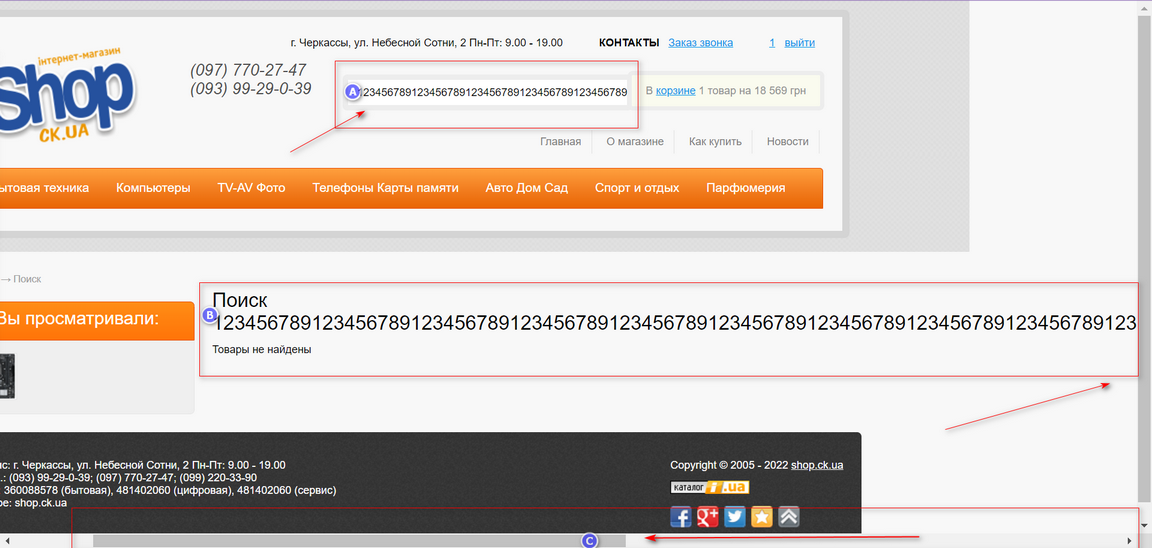 інтернет-магазин
Shop
СК.UA
г. Черкассы, ул. Небесной Сотни, 2 Пн-Пт: 9.00 - 19.00
КОНТАКТЫ Заказ звонка
1 выйти
(097) 770-27-47
(093) 99-29-0-39
A
123456789123456789123456789123456789123456789
В корзине 1 товар на 18 569 грн
Главная О магазине Как купить Новости
ытовая техника Компьютеры TV-AV Фото Телефоны Карты памяти Авто Дом Сад Спорт и отдых Парфюмерия
→ Поиск
Вы просматривали:
Поиск
B
123456789123456789123456789123456789123456789123456789123456789123456789123456789123
Товары не найдены
с: г. Черкассы, ул. Небесной Сотни, 2 Пн-Пт: 9.00 - 19.00
.: (093) 99-29-0-39; (097) 770-27-47; (099) 220-33-90
360088578 (бытовая), 481402060 (цифровая), 481402060 (сервис)
ре: shop.ck.ua
Copyright © 2005 - 2022 shop.ck.ua
каталог i.ua
C